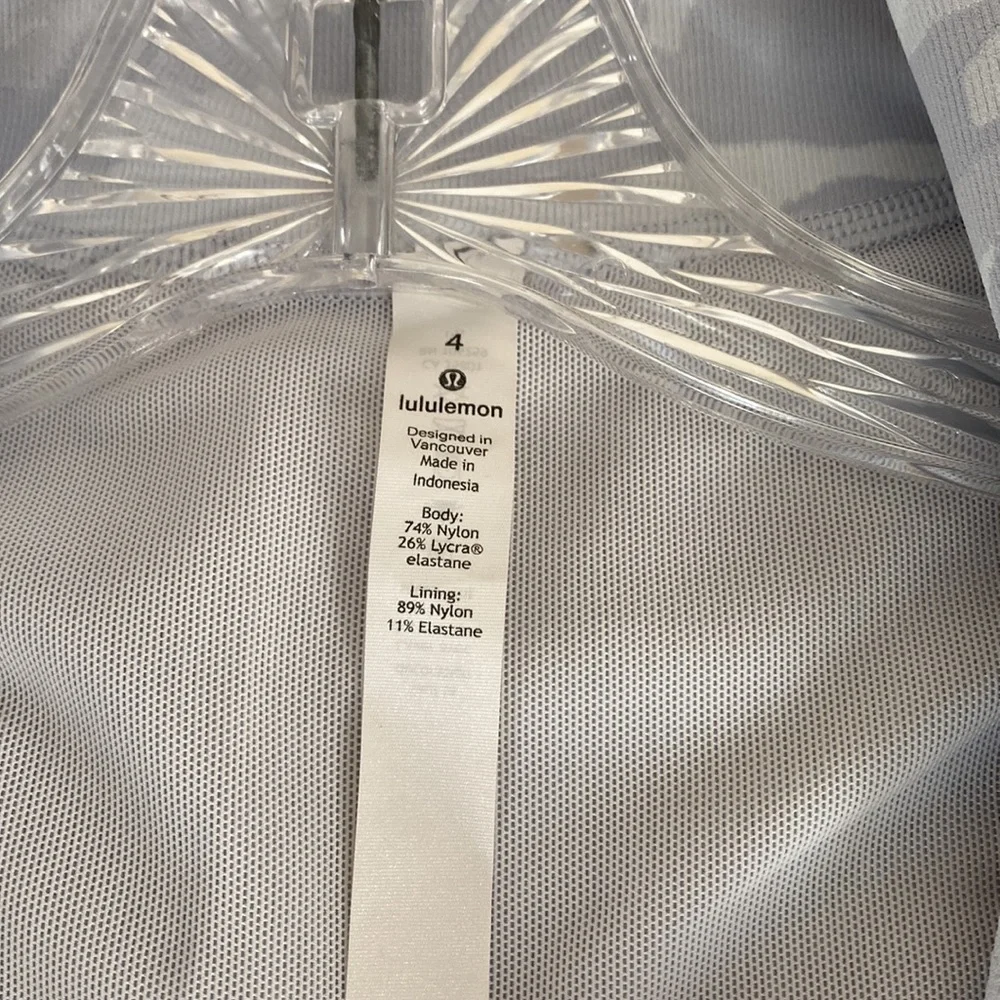 4
lululemon
Designed in
Vancouver
Made in
Indonesia
Body:
74% Nylon
26% Lycra®
elastane
Lining:
89% Nylon
11% Elastane